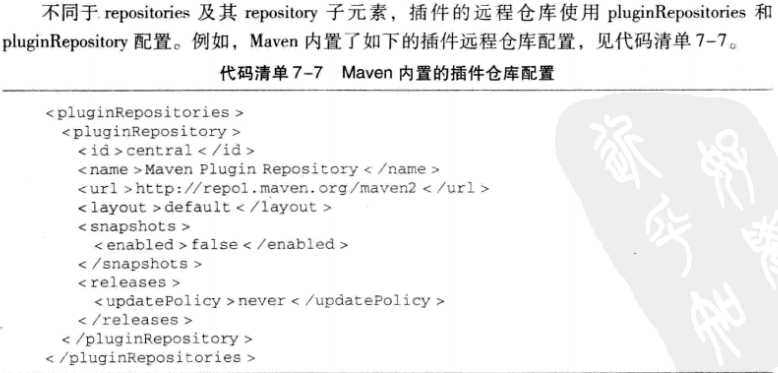 不同于 repositories 及其 repository 子元素，插件的远程仓库使用 pluginRepositories 和
pluginRepository 配置。例如，Maven 内置了如下的插件远程仓库配置，见代码清单 7-7。
代码清单 7-7 Maven 内置的插件仓库配置
<pluginRepositories >
<pluginRepository >
<id >central < /id >
<name >Maven Plugin Repository < /name >
<url >http://repo1.maven.org/maven2 < /url >
<layout >default < /layout >
<snapshots >
<enabled >false < /enabled >
< /snapshots >
<releases >
<updatePolicy >never < /updatePolicy >
< /releases >
< /pluginRepository >
< /pluginRepositories >